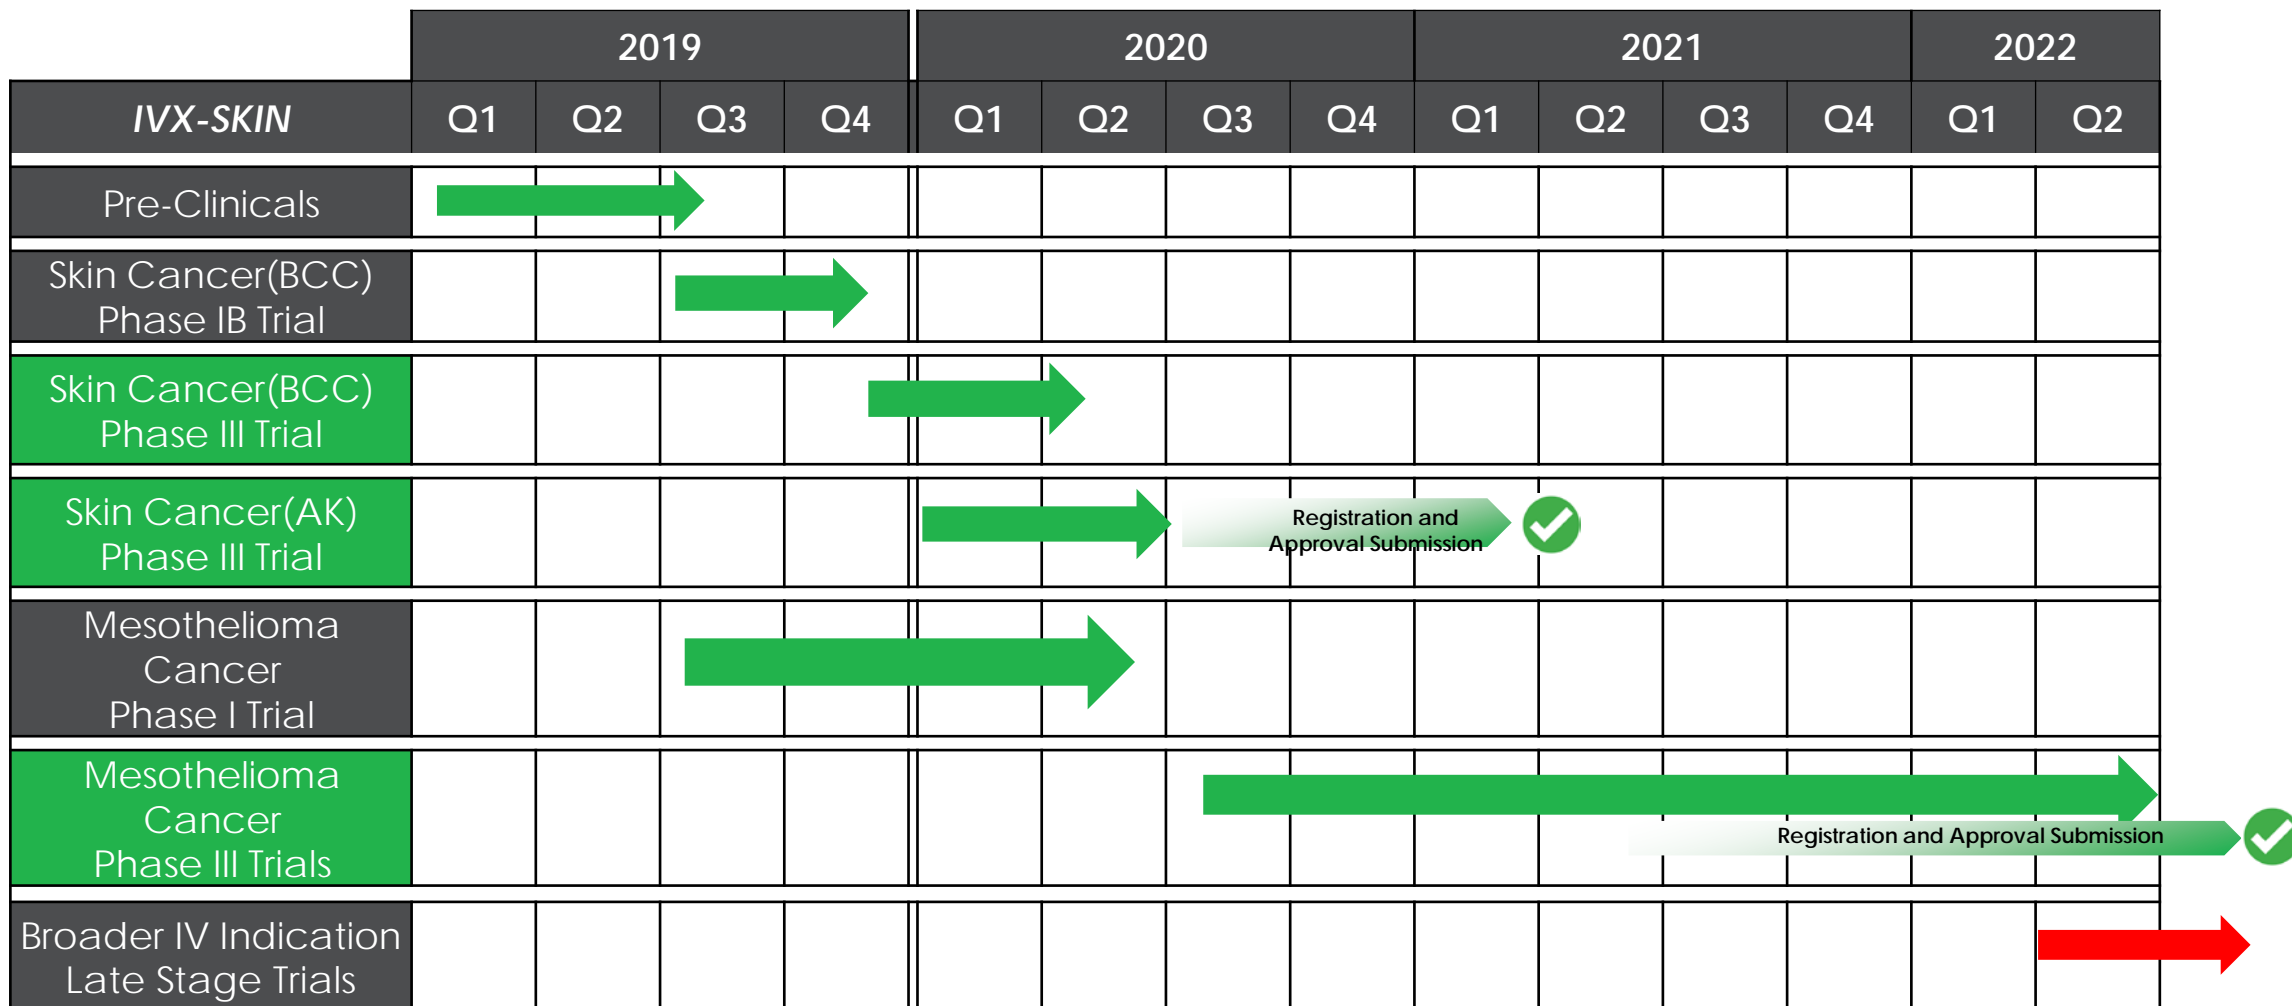 2019 2020 2021 2022
IVX-SKIN Q1 Q2 Q3 Q4 Q1 Q2 Q3 Q4 Q1 Q2 Q3 Q4 Q1 Q2
Pre-Clinicals
Skin Cancer(BCC)
Phase IB Trial
Skin Cancer(BCC)
Phase III Trial
Skin Cancer(AK)
Phase III Trial
Registration and
Approval Submission
Mesothelioma
Cancer
Phase I Trial
Mesothelioma
Cancer
Phase III Trials
Registration and Approval Submission
Broader IV Indication
Late Stage Trials